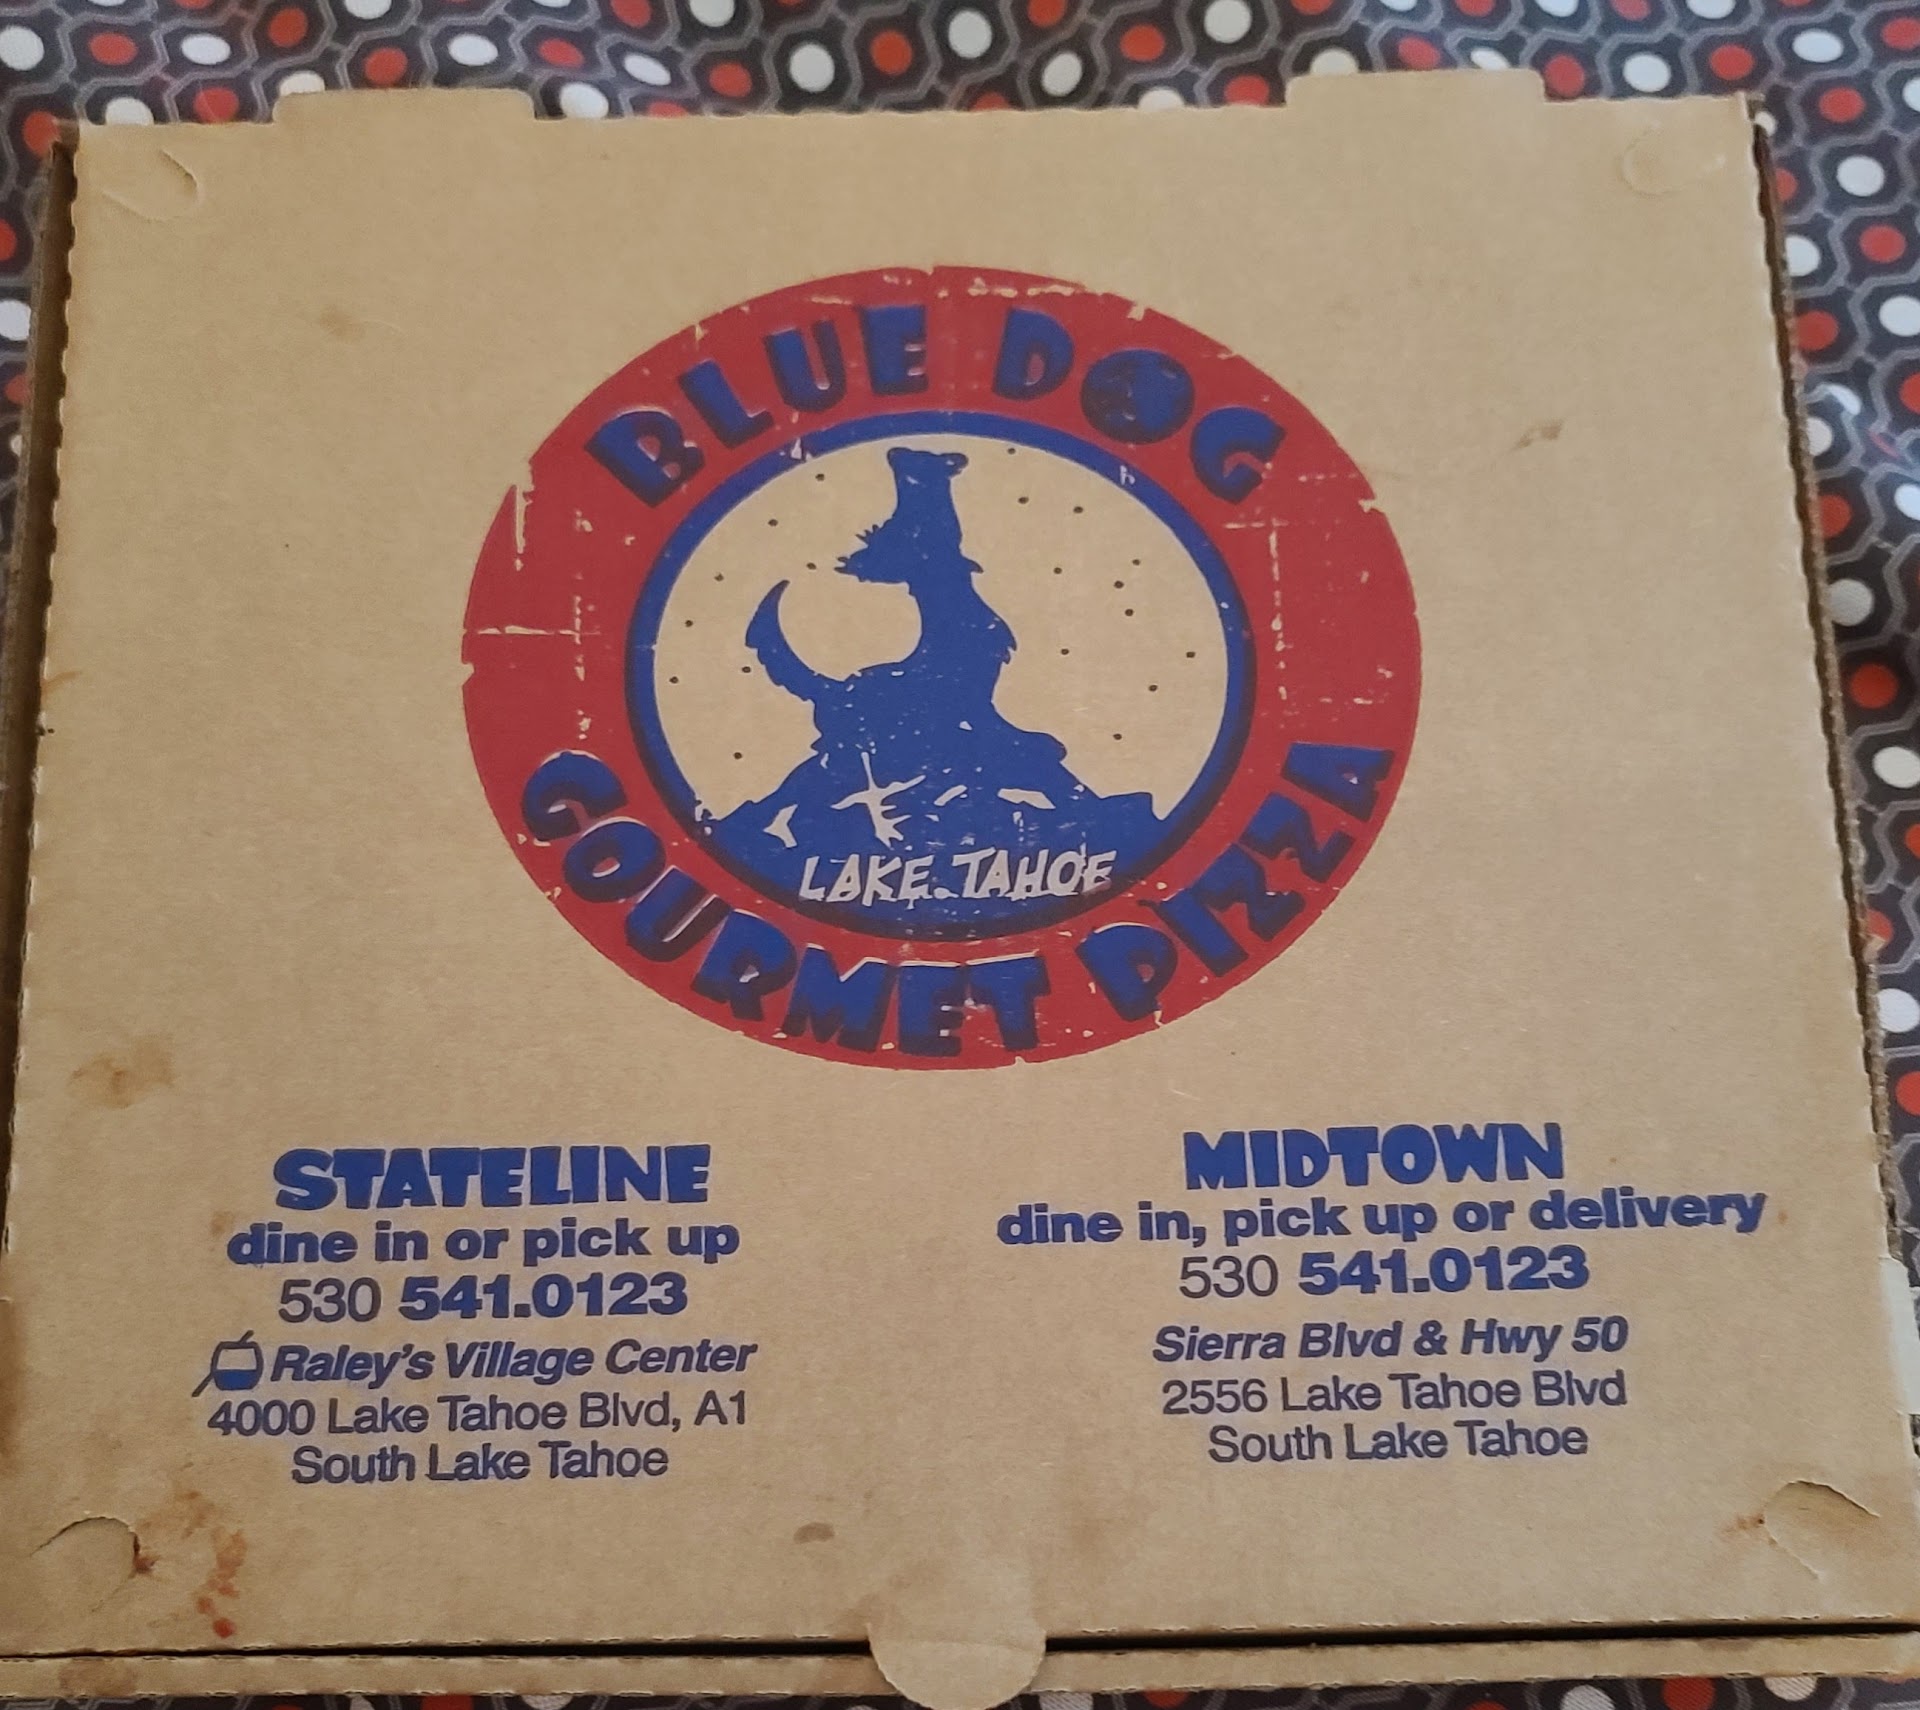 BLUE DOG
LAKE TAHOE
GOURMET PIZZA
STATELINE
dine in or pick up
530 541.0123
Raley's Village Center
4000 Lake Tahoe Blvd, A1
South Lake Tahoe
MIDTOWN
dine in, pick up or delivery
530 541.0123
Sierra Blvd & Hwy 50
2556 Lake Tahoe Blvd
South Lake Tahoe